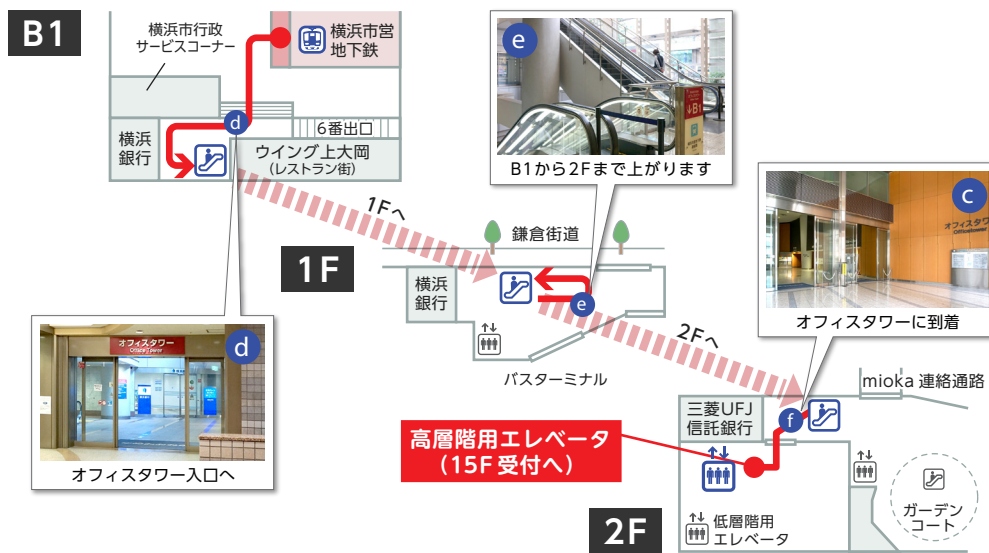 B1
横浜市行政
サービスコーナー
横浜市営
地下鉄
d
6番出口
横浜
銀行
ウイング上大岡
(レストラン街)
e
↓B1
B1から2Fまで上がります
1Fへ
c
オフィスタワー
Officetower
オフィスタワーに到着
1F
鎌倉街道
横浜
銀行
e
バスターミナル
2Fへ
オフィスタワー
Office Tower
d
オフィスタワー入口へ
mioka 連絡通路
三菱UFJ
信託銀行
f
高層階用エレベータ
(15F 受付へ)
ガーデン
コート
低層階用
エレベータ
2F